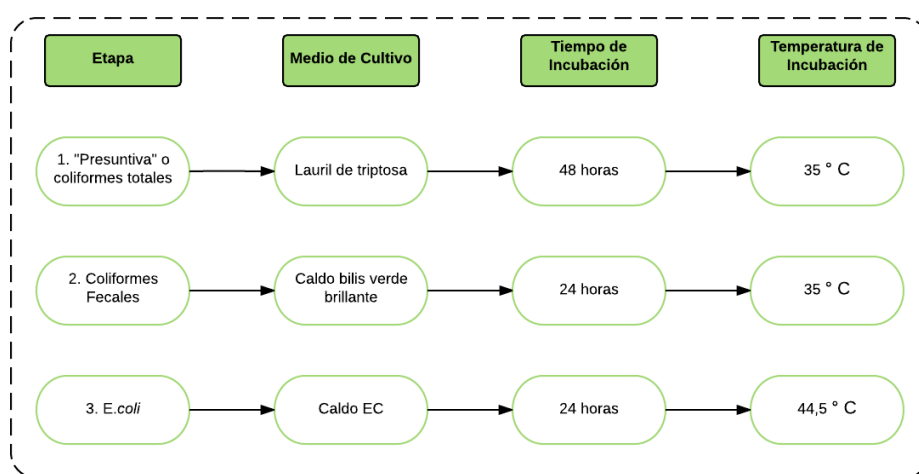 Etapa
Medio de Cultivo
Tiempo de
Incubación
Temperatura de
Incubación
1. "Presuntiva" o
coliformes totales
Lauril de triptosa
48 horas
35 ° C
2. Coliformes
Fecales
Caldo bilis verde
brillante
24 horas
35 ° C
3. E.coli
Caldo EC
24 horas
44,5 ° C